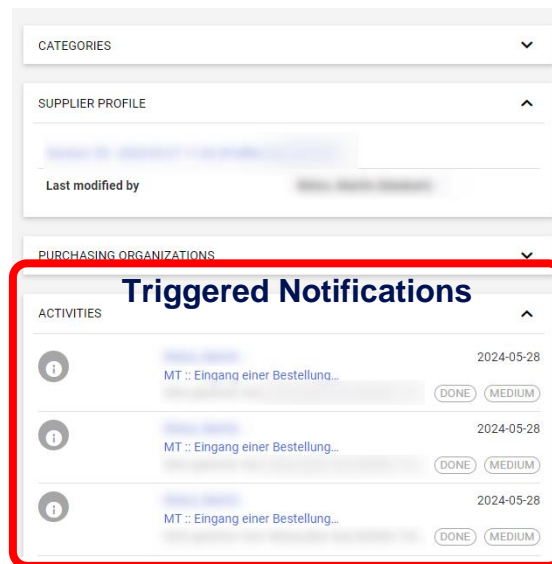 CATEGORIES
SUPPLIER PROFILE
Last modified by
PURCHASING ORGANIZATIONS
Triggered Notifications
ACTIVITIES
2024-05-28
MT :: Eingang einer Bestellung...
DONE MEDIUM
2024-05-28
MT :: Eingang einer Bestellung...
DONE MEDIUM
2024-05-28
MT :: Eingang einer Bestellung...
DONE MEDIUM